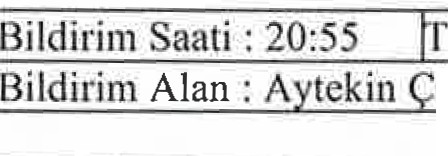 Bildirim Saati : 20:55 T
Bildirim Alan : Aytekin Ç